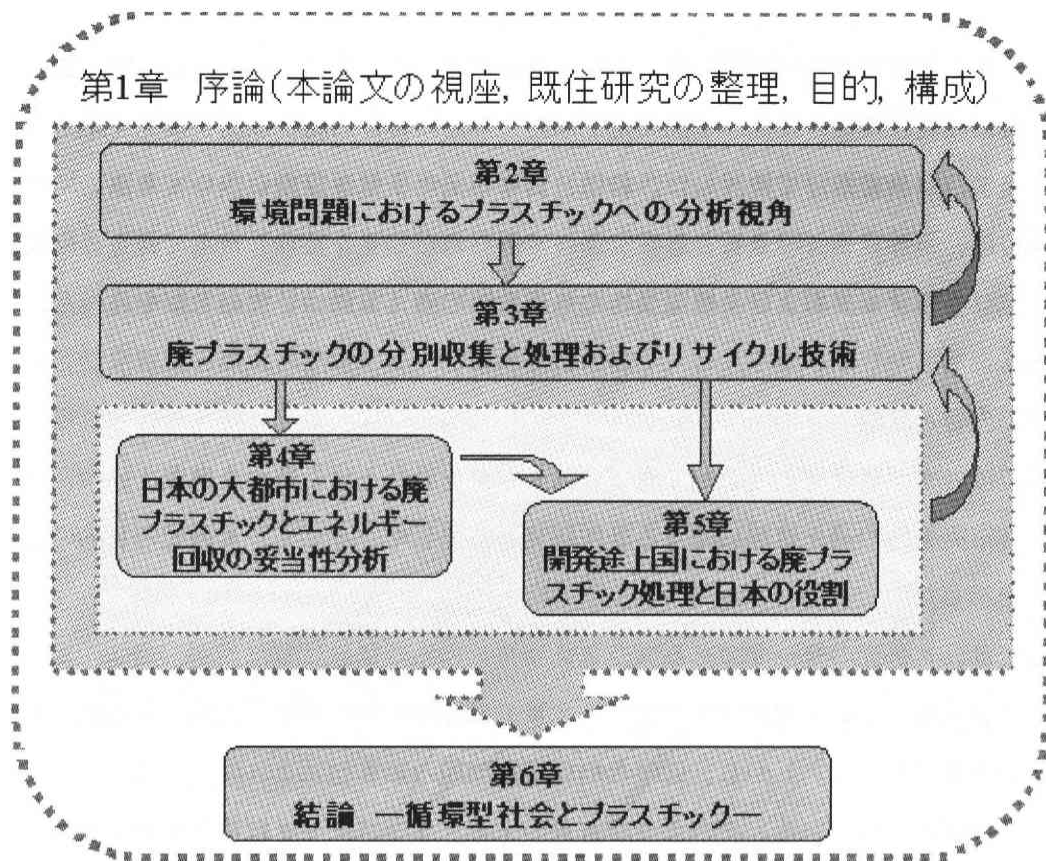 第1章 序論(本論文の視座, 既住研究の整理, 目的, 構成)
第2章
環境問題におけるプラスチックへの分析視角
第3章
廃プラスチックの分別収集と処理およびリサイクル技術
第4章
日本の大都市における廃
プラスチックとエネルギー
回収の妥当性分析
第5章
開発途上国における廃プラ
スチック処理と日本の役割
第6章
結論 ―循環型社会とプラスチック―